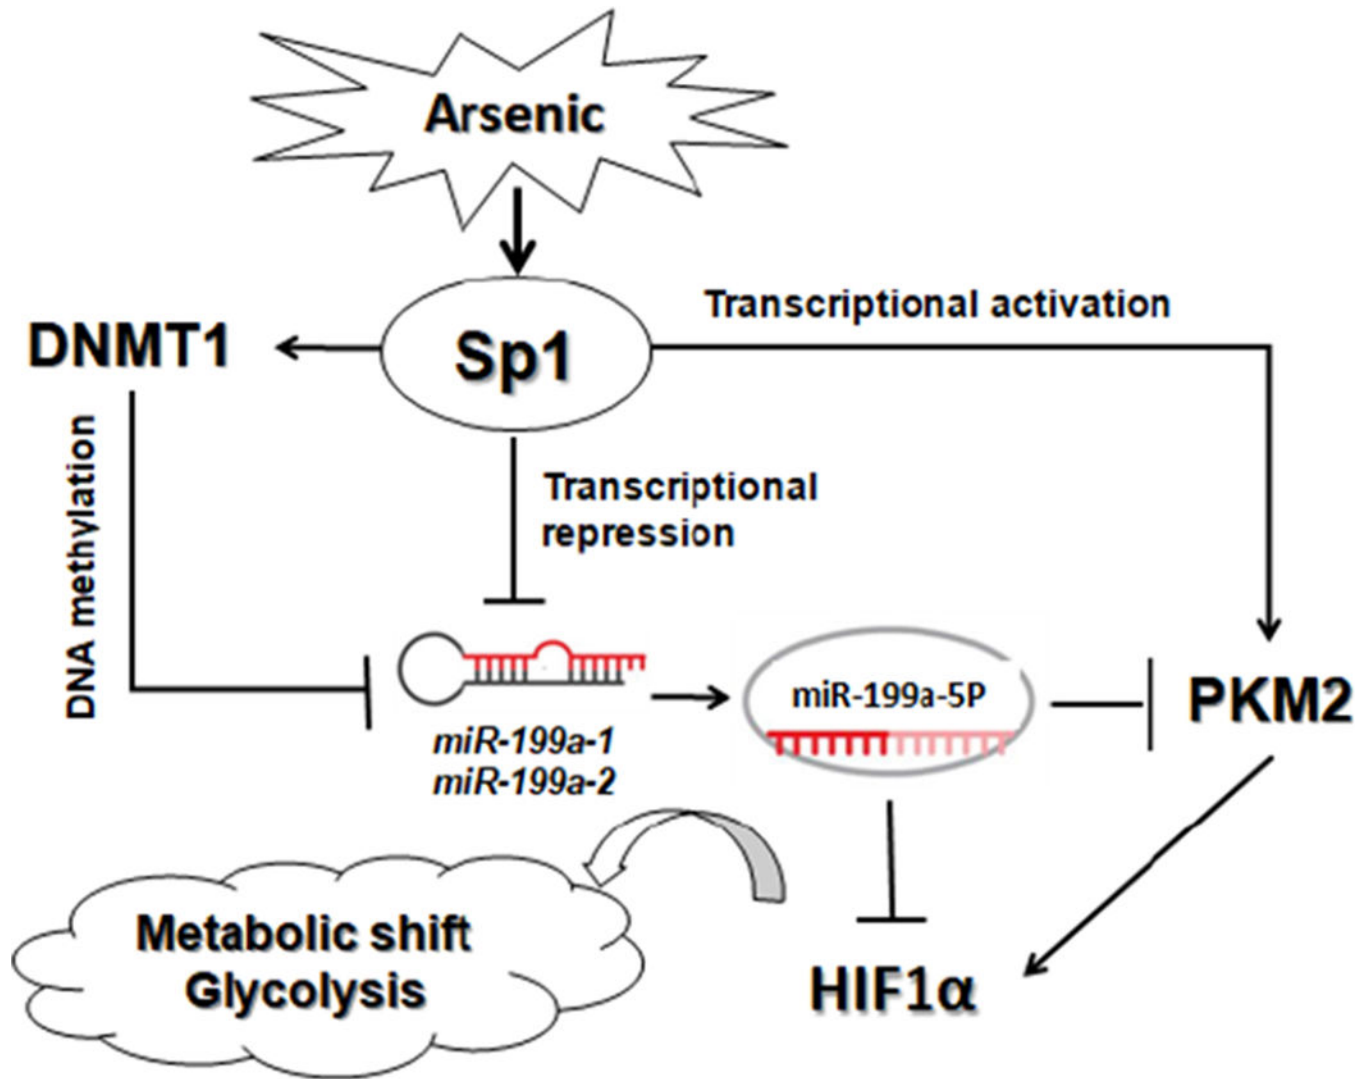 Arsenic
Transcriptional activation
DNMT1
Sp1
DNA methylation
Transcriptional
repression
miR-199a-5P
PKM2
miR-199a-1
miR-199a-2
Metabolic shift
Glycolysis
HIF1α